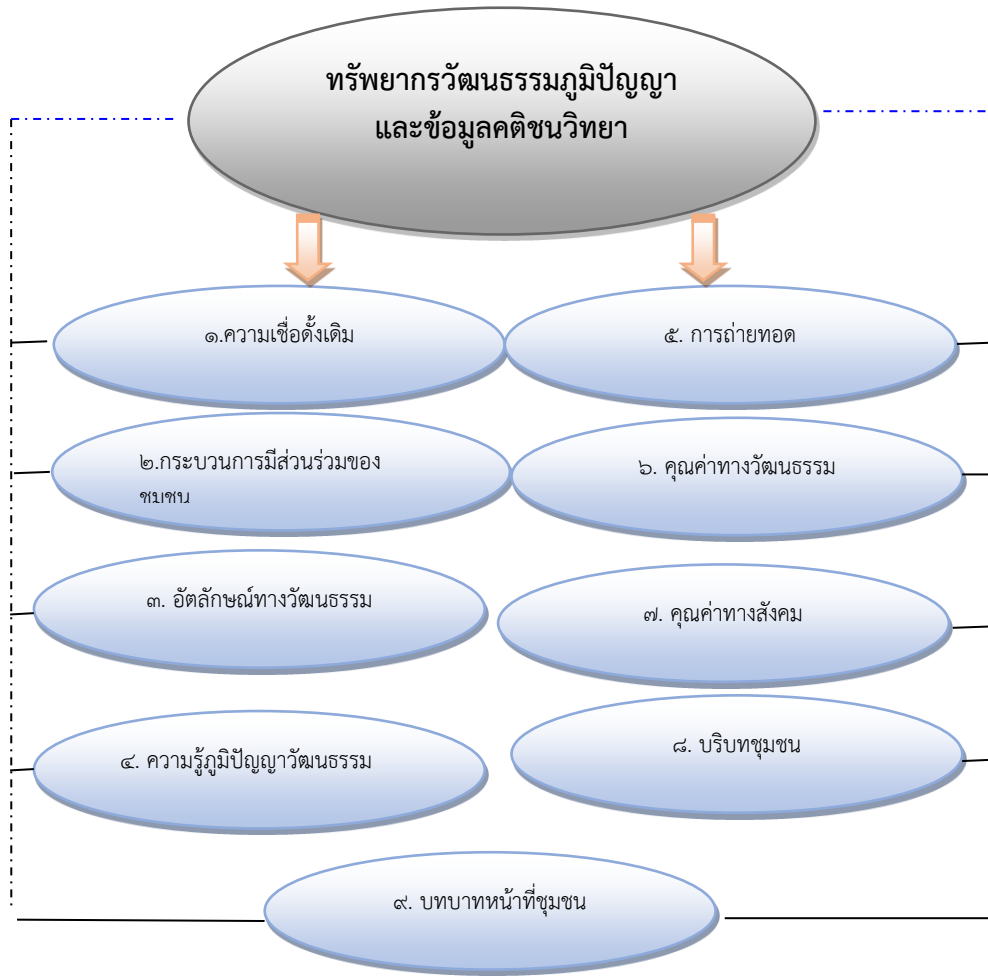 ทรัพยากรวัฒนธรรมภูมิปัญญา
และข้อมูลคติชนวิทยา
๑.ความเชื่อดั้งเดิม
๒.กระบวนการมีส่วนร่วมของ
ชุมชน
๓. อัตลักษณ์ทางวัฒนธรรม
๔. ความรู้ภูมิปัญญาวัฒนธรรม
๕. การถ่ายทอด
๖. คุณค่าทางวัฒนธรรม
๗. คุณค่าทางสังคม
๘. บริบทชุมชน
๙. บทบาทหน้าที่ชุมชน